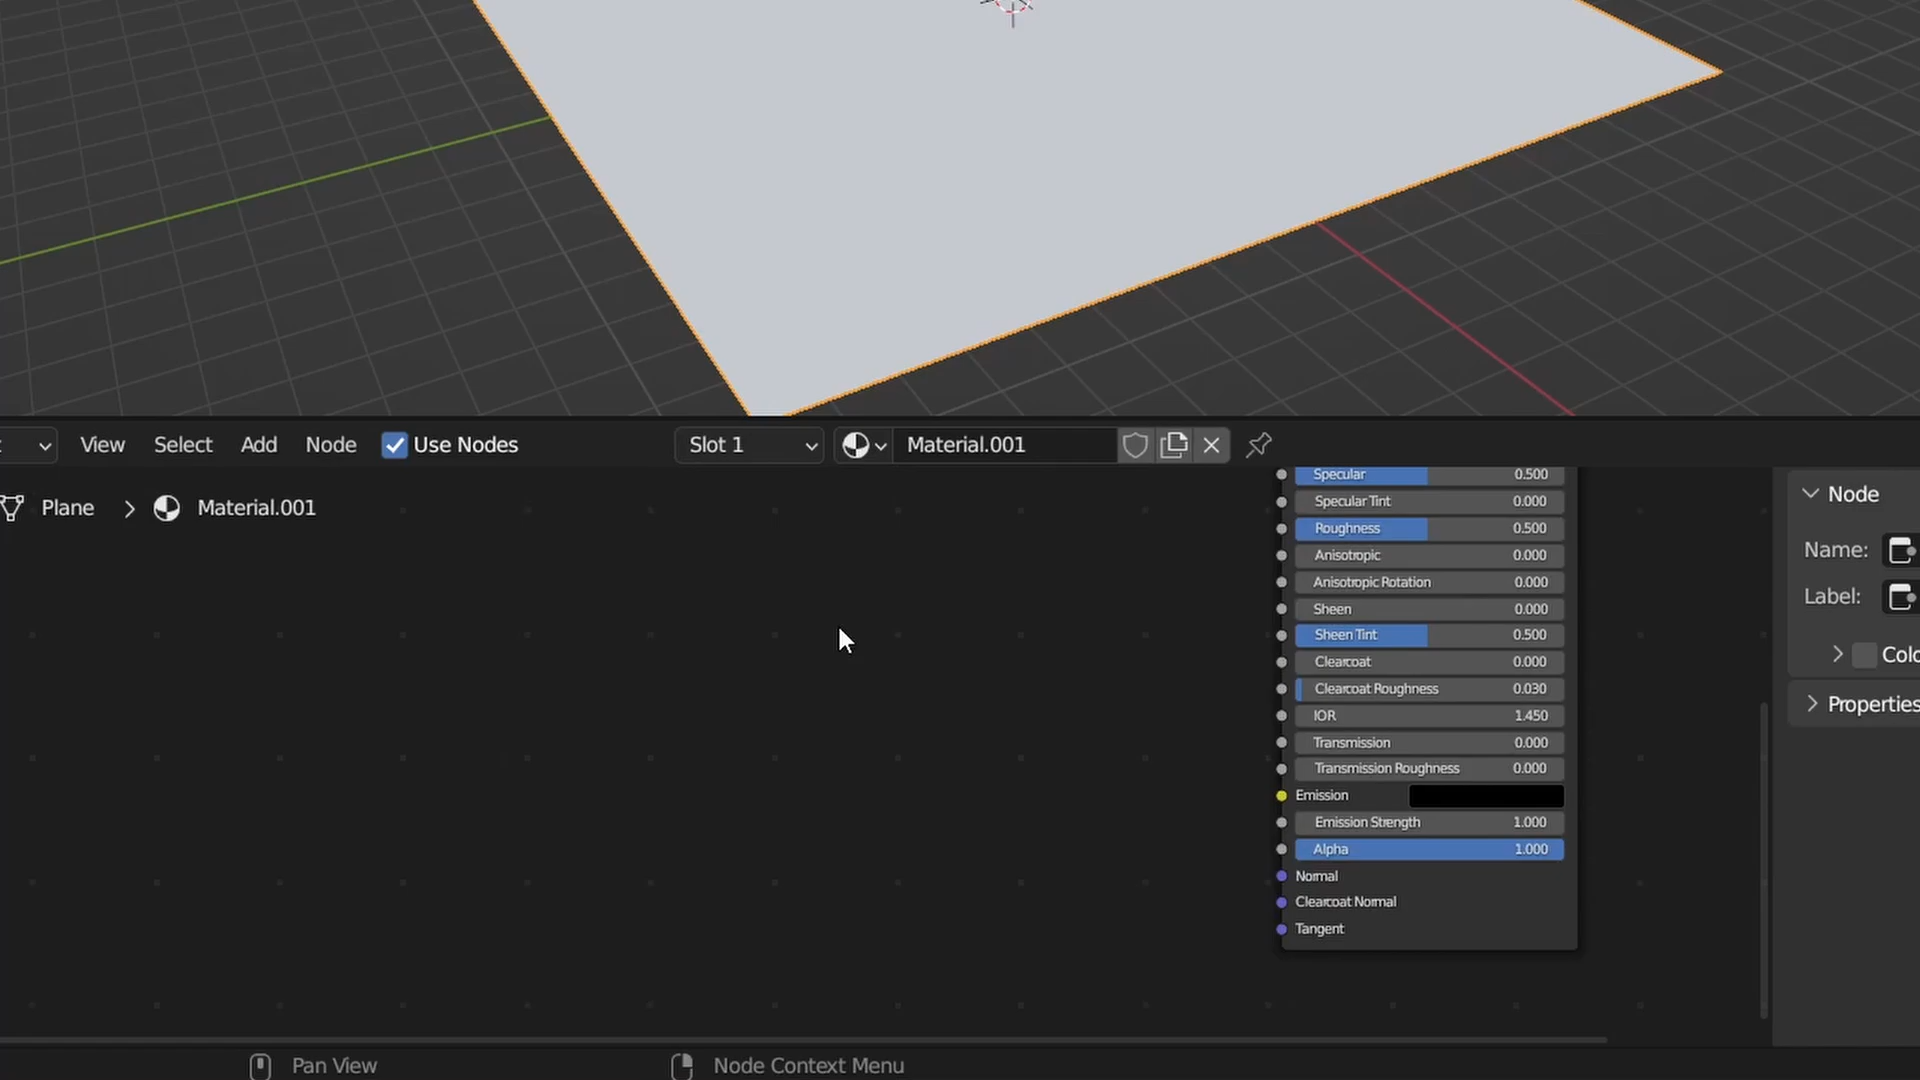 View Select Add Node Use Nodes Slot 1 Material.001
Plane Material.001
Specular 0.500
Specular Tint 0.000
Roughness 0.500
Anisotropic 0.000
Anisotropic Rotation 0.000
Sheen 0.000
Sheen Tint 0.500
Clearcoat 0.000
Clearcoat Roughness 0.030
IOR 1.450
Transmission 0.000
Transmission Roughness 0.000
Emission
Emission Strength 1.000
Alpha 1.000
Normal
Clearcoat Normal
Tangent
Node
Name:
Label:
Colo
Properties
Pan View Node Context Menu